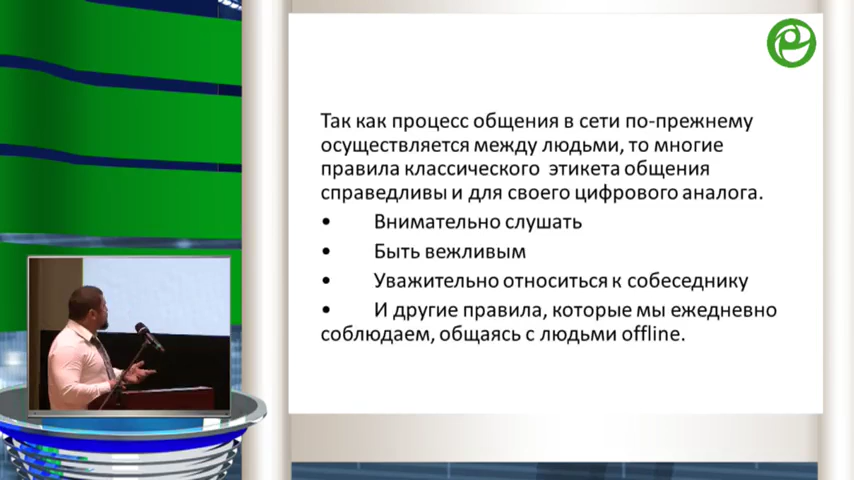 Так как процесс общения в сети по-прежнему
осуществляется между людьми, то многие
правила классического этикета общения
справедливы и для своего цифрового аналога.
• Внимательно слушать
• Быть вежливым
• Уважительно относиться к собеседнику
• И другие правила, которые мы ежедневно
соблюдаем, общаясь с людьми offline.